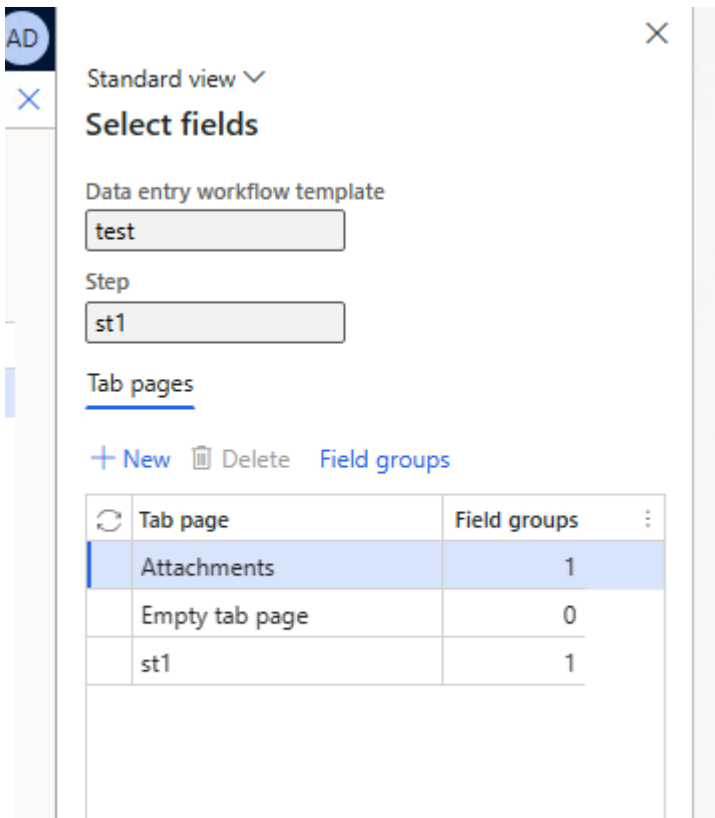 AD
Standard view
Select fields
Data entry workflow template
test
Step
st1
Tab pages
New Delete Field groups
Tab page Field groups
Attachments 1
Empty tab page 0
st1 1